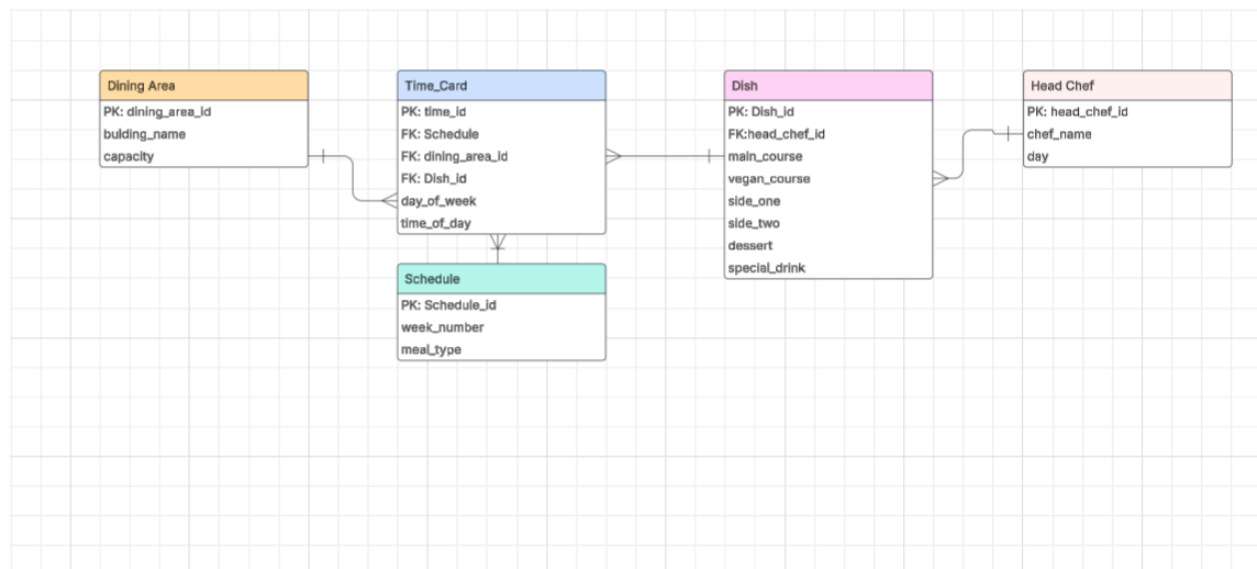 Dining Area
PK: dining_area_id
bulding_name
capacity
Time_Card
PK: time_id
FK: Schedule
FK: dining_area_id
FK: Dish_id
day_of_week
time_of_day
Schedule
PK: Schedule_id
week_number
meal_type
Dish
PK: Dish_id
FK:head_chef_id
main_course
vegan_course
side_one
side_two
dessert
special_drink
Head Chef
PK: head_chef_id
chef_name
day